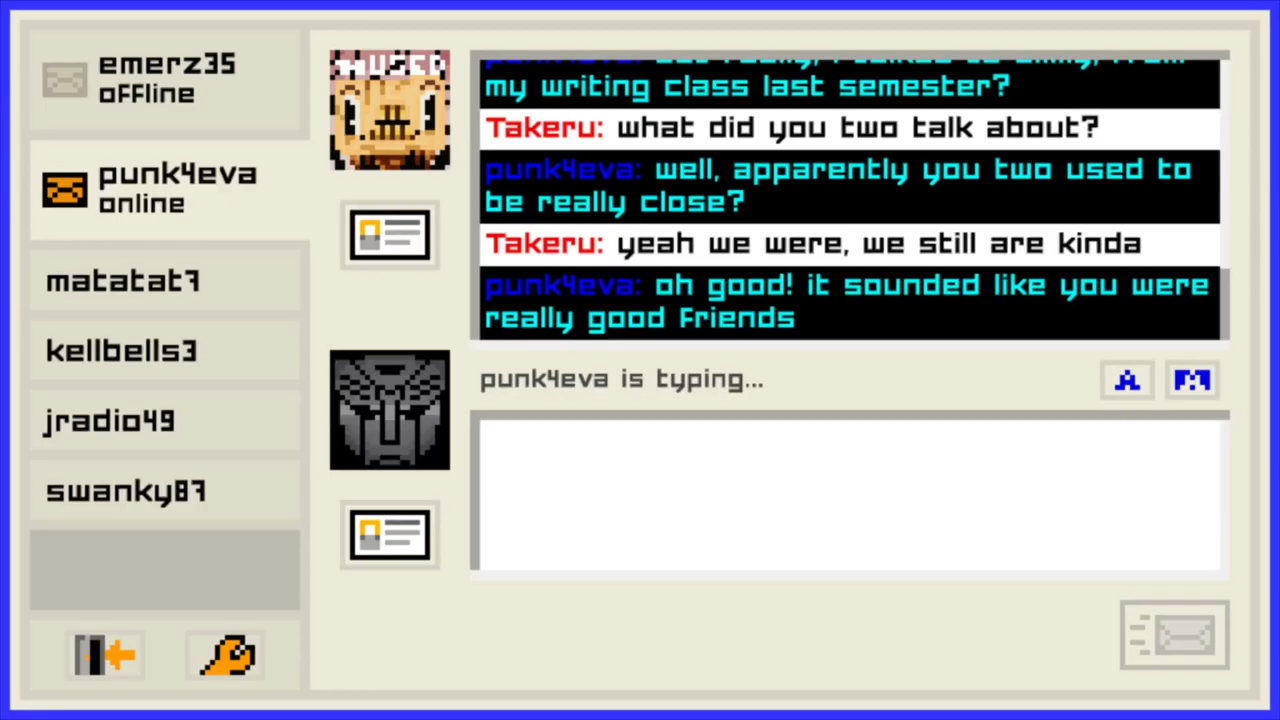 emerz35
offline
punk4eva
online
matatat7
kellbells3
jradio49
swanky87
USED
my writing class last semester?
Takeru: what did you two talk about?
punk4eva: well, apparently you two used to
be really close?
Takeru: yeah we were, we still are kinda
punk4eva: oh good! it sounded like you were
really good friends
punk4eva is typing...
A